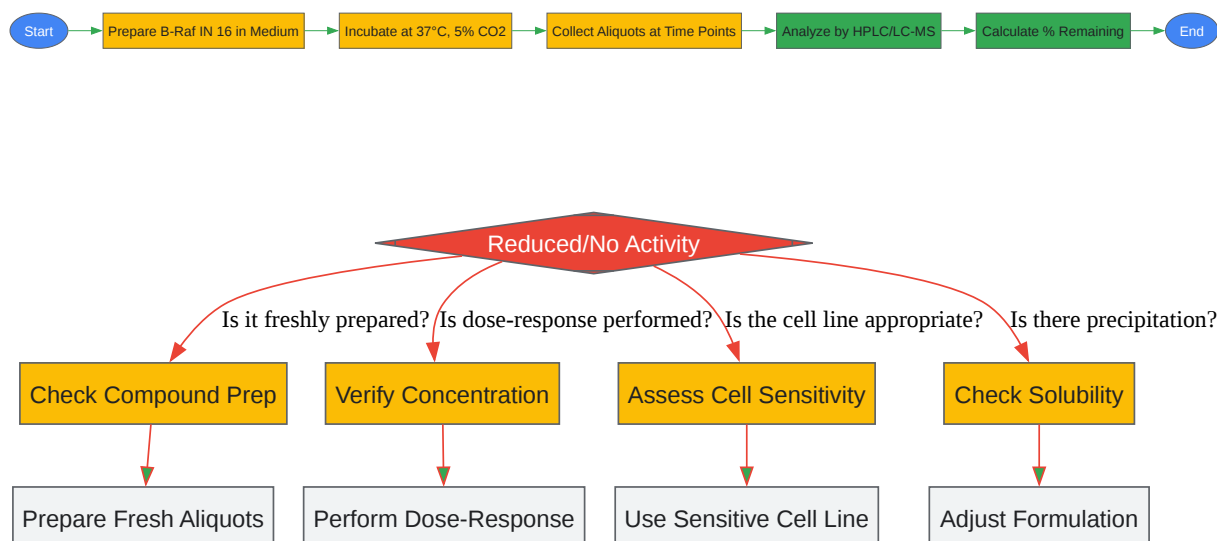 Start
Prepare B-Raf IN 16 in Medium
Incubate at 37°C, 5% CO2
Collect Aliquots at Time Points
Analyze by HPLC/LC-MS
Calculate % Remaining
End
Reduced/No Activity
Is it freshly prepared?
Is dose-response performed?
Is the cell line appropriate?
Is there precipitation?
Check Compound Prep
Verify Concentration
Assess Cell Sensitivity
Check Solubility
Prepare Fresh Aliquots
Perform Dose-Response
Use Sensitive Cell Line
Adjust Formulation